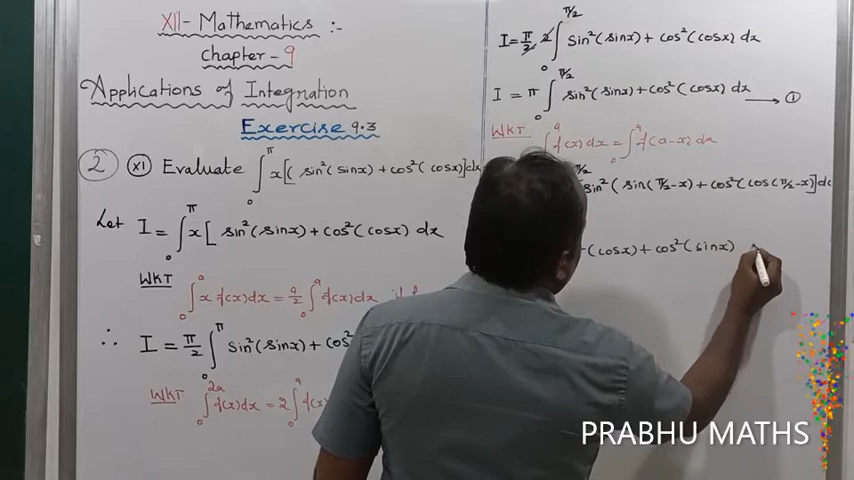 XII- Mathematics :-
Chapter - 9
Applications of Integration
Exercise 9.3
2 (XI) Evaluate ∫₀^π x[(sin²(sinx) + cos²(cosx)]dx
Let I = ∫₀^π x[sin²(sinx) + cos²(cosx) dx
WKT
∫₀^a x f(x)dx = a/2 ∫₀^a f(x)dx if
∴ I = π/2 ∫₀^π sin²(sinx) + cos²
WKT ∫₀^2a f(x)dx = 2 ∫₀^a f(x)
I = π/2 2 ∫₀^π/2 sin²(sinx) + cos²(cosx) dx
I = π ∫₀^π/2 sin²(sinx) + cos²(cosx) dx → ①
WKT ∫₀^a f(x)dx = ∫₀^a f(a-x)dx
π/2 sin²(sin(π/2-x) + cos²(cos(π/2-x)]dx
(cosx) + cos²(sinx)
PRABHU MATHS